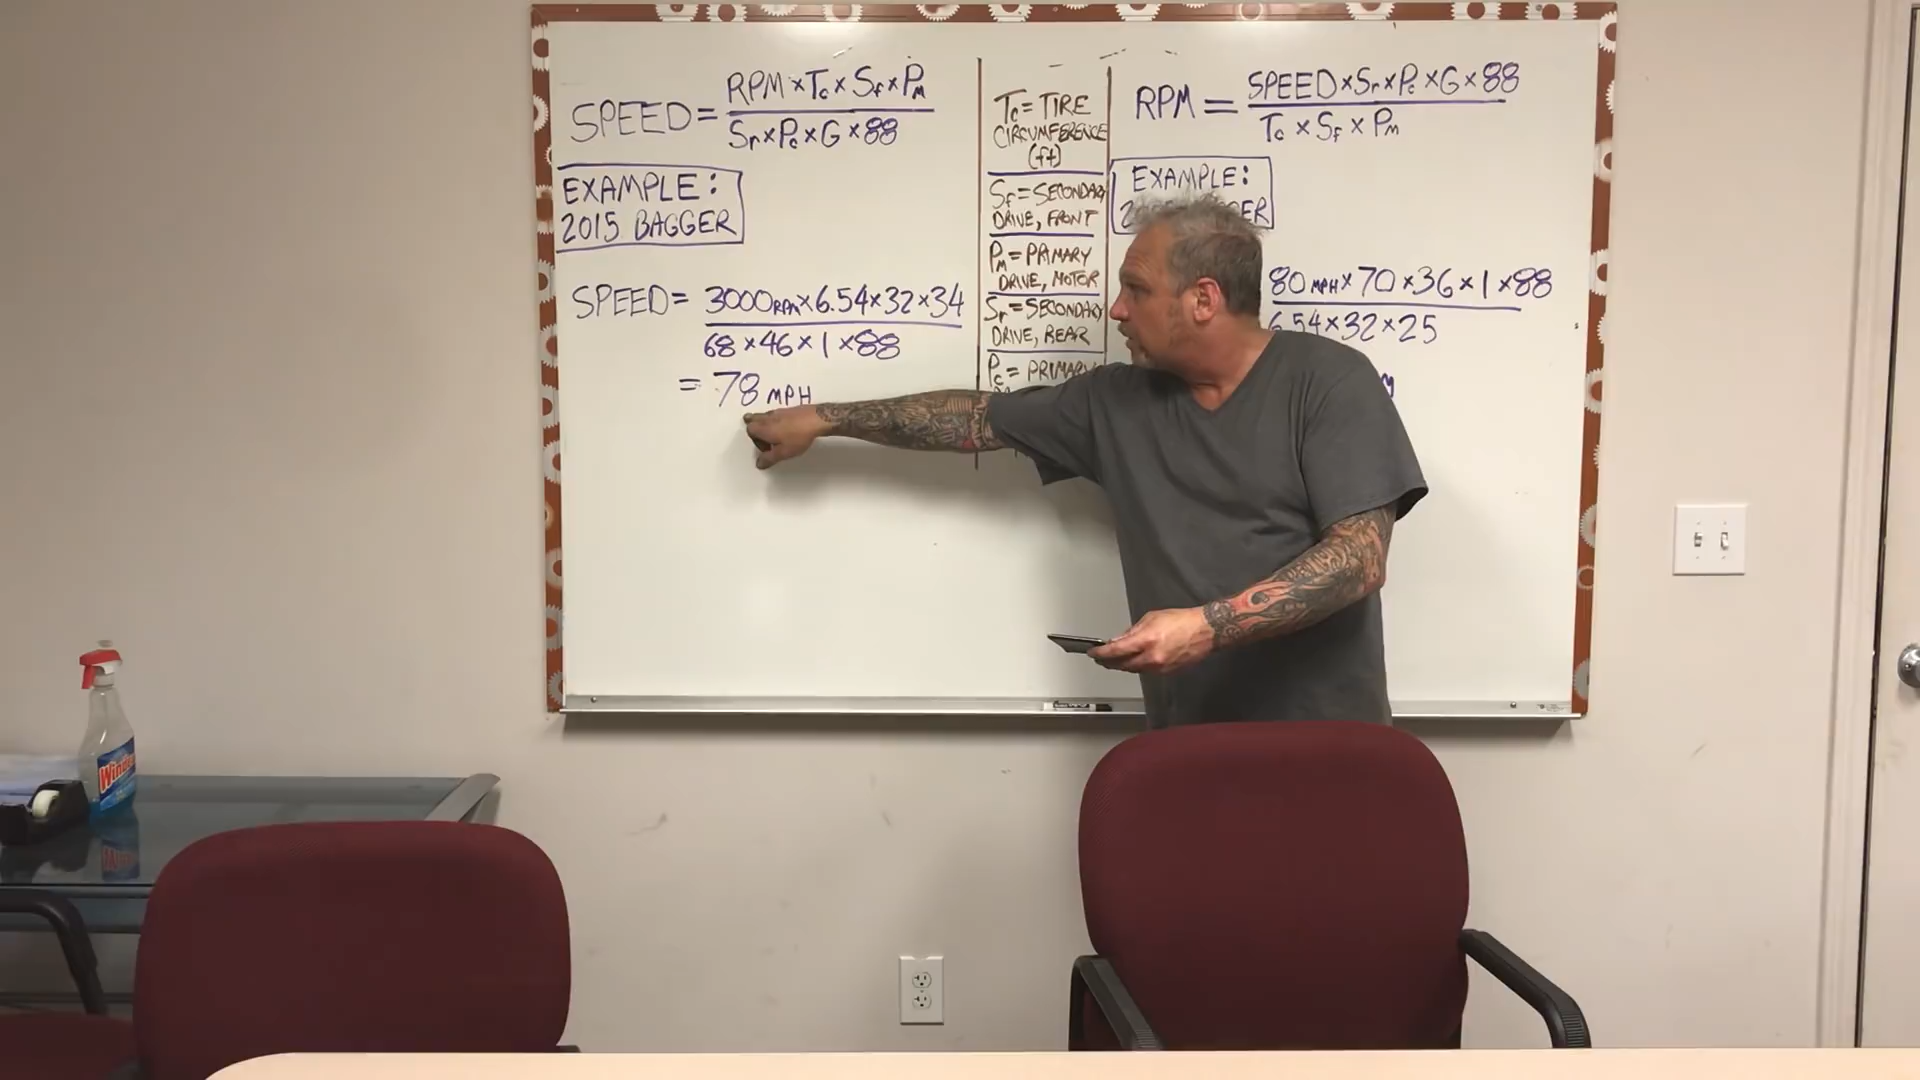 SPEED = RPM × Tc × Sf × PM
Sr × Pc × G × 88
EXAMPLE:
2015 BAGGER
SPEED = 3000RPM × 6.54 × 32 × 34
68 × 46 × 1 × 88
= 78 MPH
Tc = TIRE
CIRCUMFERENCE
(ft)
Sf = SECONDARY
DRIVE, FRONT
PM = PRIMARY
DRIVE, MOTOR
Sr = SECONDARY
DRIVE, REAR
Pc = PRIMARY
RPM = SPEED × Sr × Pc × G × 88
Tc × Sf × PM
EXAMPLE:
80 MPH × 70 × 36 × 1 × 88
6.54 × 32 × 25
Windex